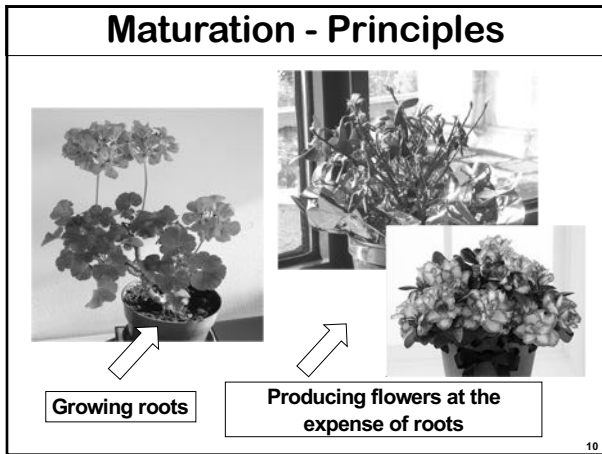 Maturation - Principles
Growing roots
Producing flowers at the
expense of roots
10